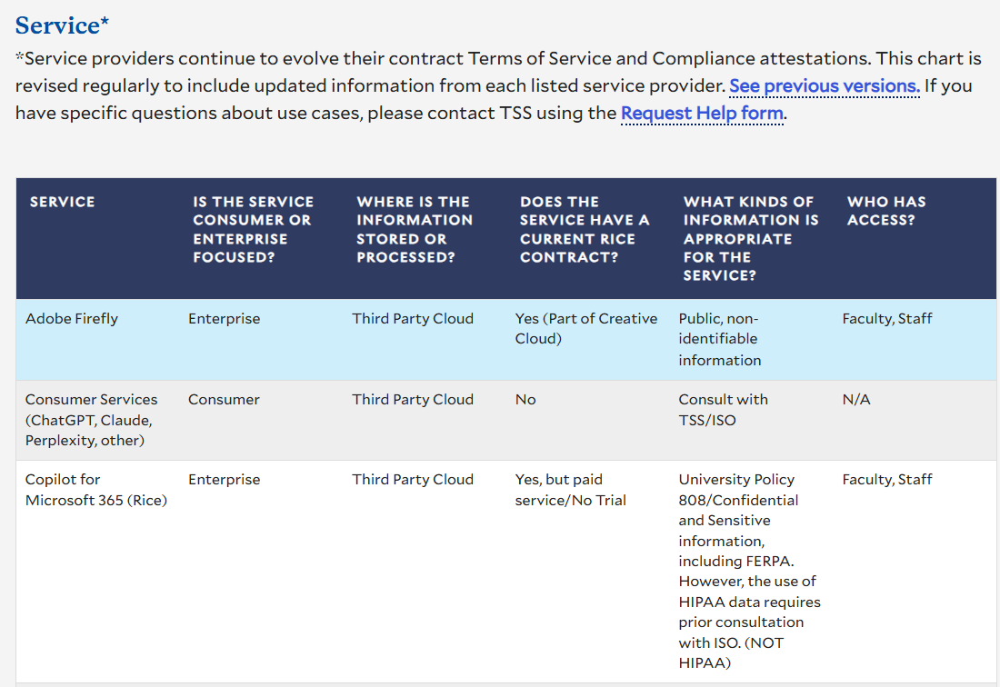 Service*
*Service providers continue to evolve their contract Terms of Service and Compliance attestations. This chart is
revised regularly to include updated information from each listed service provider. See previous versions. If you
have specific questions about use cases, please contact TSS using the Request Help form.
SERVICE
IS THE SERVICE
CONSUMER OR
ENTERPRISE
FOCUSED?
WHERE IS THE
INFORMATION
STORED OR
PROCESSED?
DOES THE
SERVICE HAVE A
CURRENT RICE
CONTRACT?
WHAT KINDS OF
INFORMATION IS
APPROPRIATE
FOR THE
SERVICE?
WHO HAS
ACCESS?
Adobe Firefly
Enterprise
Third Party Cloud
Yes (Part of Creative
Cloud)
Public, non-
identifiable
information
Faculty, Staff
Consumer Services
(ChatGPT, Claude,
Perplexity, other)
Consumer
Third Party Cloud
No
Consult with
TSS/ISO
N/A
Copilot for
Microsoft 365 (Rice)
Enterprise
Third Party Cloud
Yes, but paid
service/No Trial
University Policy
808/Confidential
and Sensitive
information,
including FERPA.
However, the use of
HIPAA data requires
prior consultation
with ISO. (NOT
HIPAA)
Faculty, Staff